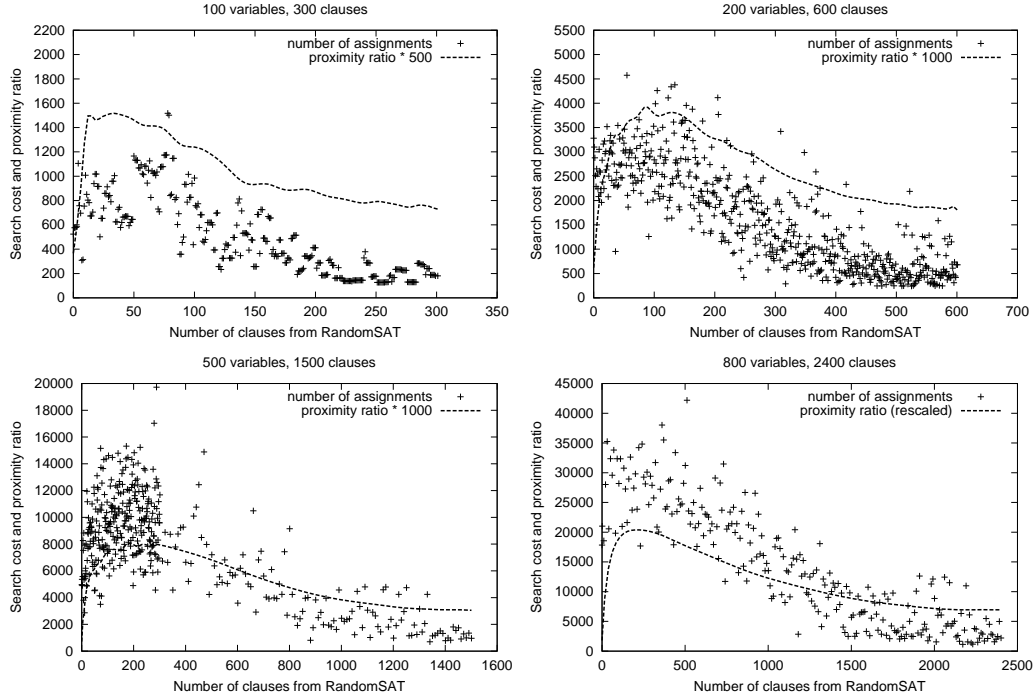 100 variables, 300 clauses
2200
2000
1800
1600
1400
1200
1000
800
600
400
200
0
0 50 100 150 200 250 300 350
Search cost and proximity ratio
Number of clauses from RandomSAT
number of assignments
proximity ratio * 500
200 variables, 600 clauses
5500
5000
4500
4000
3500
3000
2500
2000
1500
1000
500
0
0 100 200 300 400 500 600 700
Search cost and proximity ratio
Number of clauses from RandomSAT
number of assignments
proximity ratio * 1000
500 variables, 1500 clauses
20000
18000
16000
14000
12000
10000
8000
6000
4000
2000
0
0 200 400 600 800 1000 1200 1400 1600
Search cost and proximity ratio
Number of clauses from RandomSAT
number of assignments
proximity ratio * 1000
800 variables, 2400 clauses
45000
40000
35000
30000
25000
20000
15000
10000
5000
0
0 500 1000 1500 2000 2500
Search cost and proximity ratio
Number of clauses from RandomSAT
number of assignments
proximity ratio (rescaled)